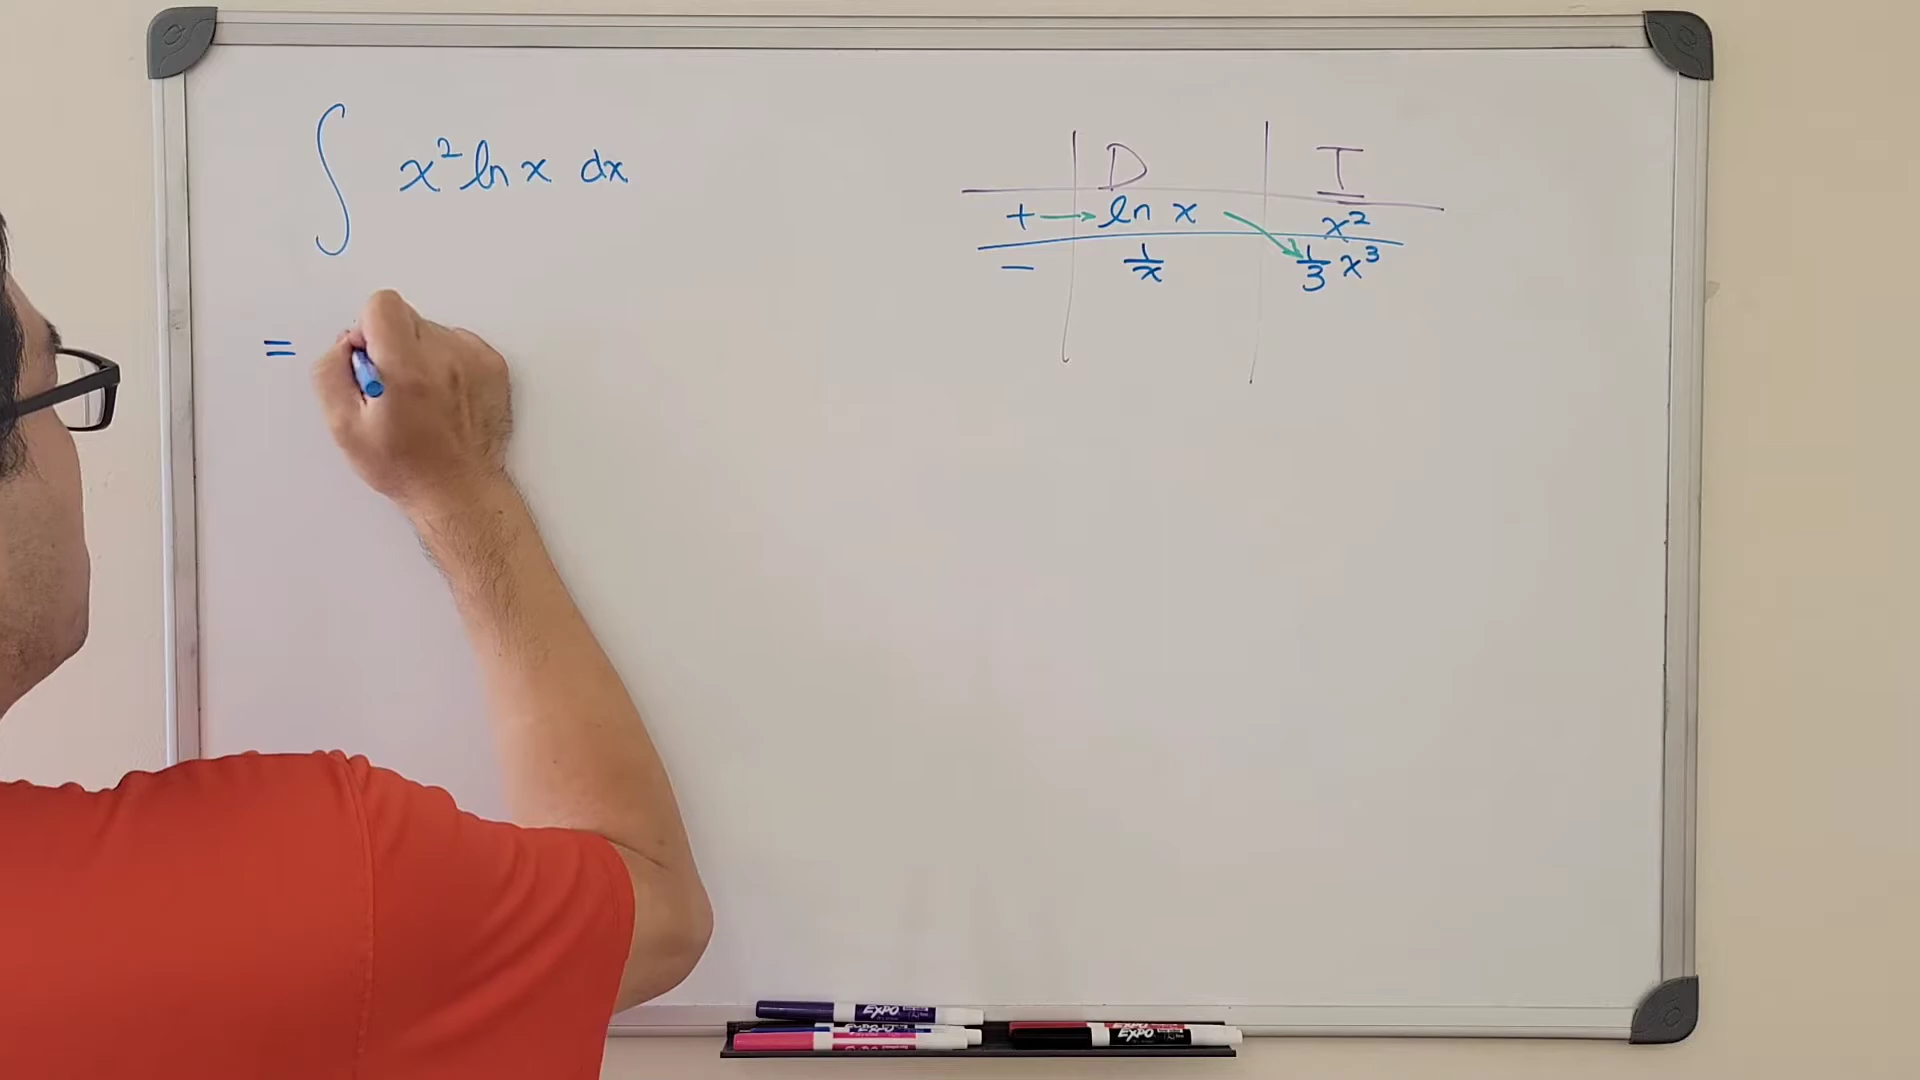 ∫ x² ln x dx
=
D I
+ → ln x x²
− 1/x 1/3 x³
EXPO
EXPO